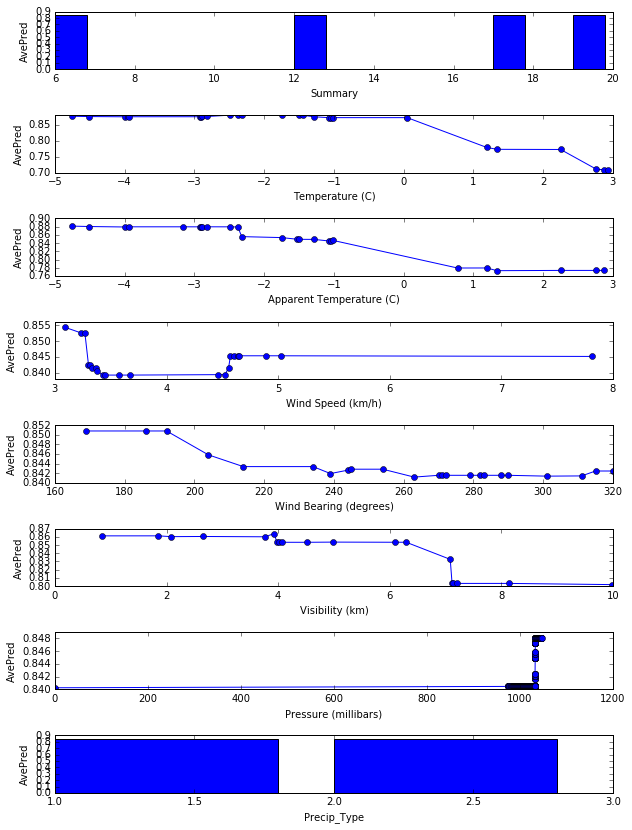 AvePred
0.9
0.8
0.7
0.6
0.5
0.4
0.3
0.2
0.1
0.0
6 8 10 12 14 16 18 20
Summary
AvePred
0.85
0.80
0.75
0.70
−5 −4 −3 −2 −1 0 1 2 3
Temperature (C)
AvePred
0.90
0.88
0.86
0.84
0.82
0.80
0.78
0.76
−5 −4 −3 −2 −1 0 1 2 3
Apparent Temperature (C)
AvePred
0.855
0.850
0.845
0.840
3 4 5 6 7 8
Wind Speed (km/h)
AvePred
0.852
0.850
0.848
0.846
0.844
0.842
0.840
160 180 200 220 240 260 280 300 320
Wind Bearing (degrees)
AvePred
0.87
0.86
0.85
0.84
0.83
0.82
0.81
0.80
0 2 4 6 8 10
Visibility (km)
AvePred
0.848
0.846
0.844
0.842
0.840
0 200 400 600 800 1000 1200
Pressure (millibars)
AvePred
0.9
0.8
0.7
0.6
0.5
0.4
0.3
0.2
0.1
0.0
1.0 1.5 2.0 2.5 3.0
Precip_Type